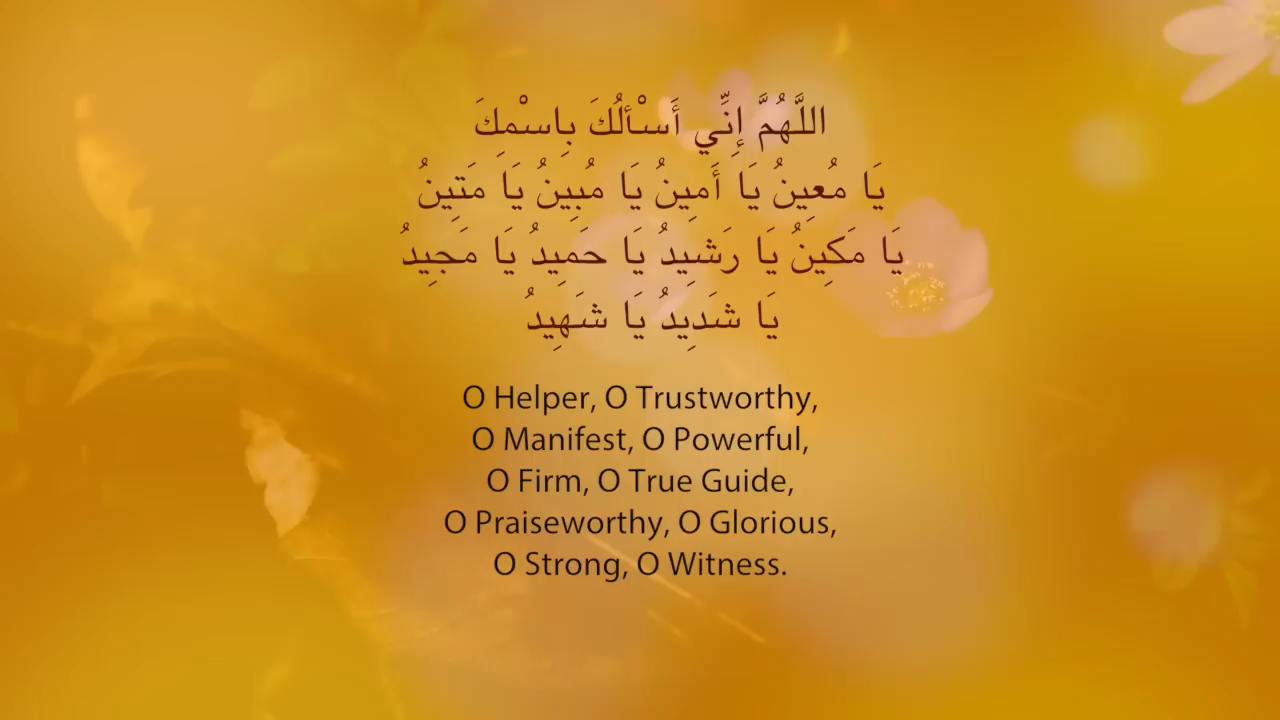 اللَّهُمَّ إِنِّي أَسْأَلُكَ بِاسْمِكَ
يَا مُعِينُ يَا أَمِينُ يَا مُبِينُ يَا مَتِينُ
يَا مَكِينُ يَا رَشِيدُ يَا حَمِيدُ يَا مَجِيدُ
يَا شَدِيدُ يَا شَهِيدُ
O Helper, O Trustworthy,
O Manifest, O Powerful,
O Firm, O True Guide,
O Praiseworthy, O Glorious,
O Strong, O Witness.